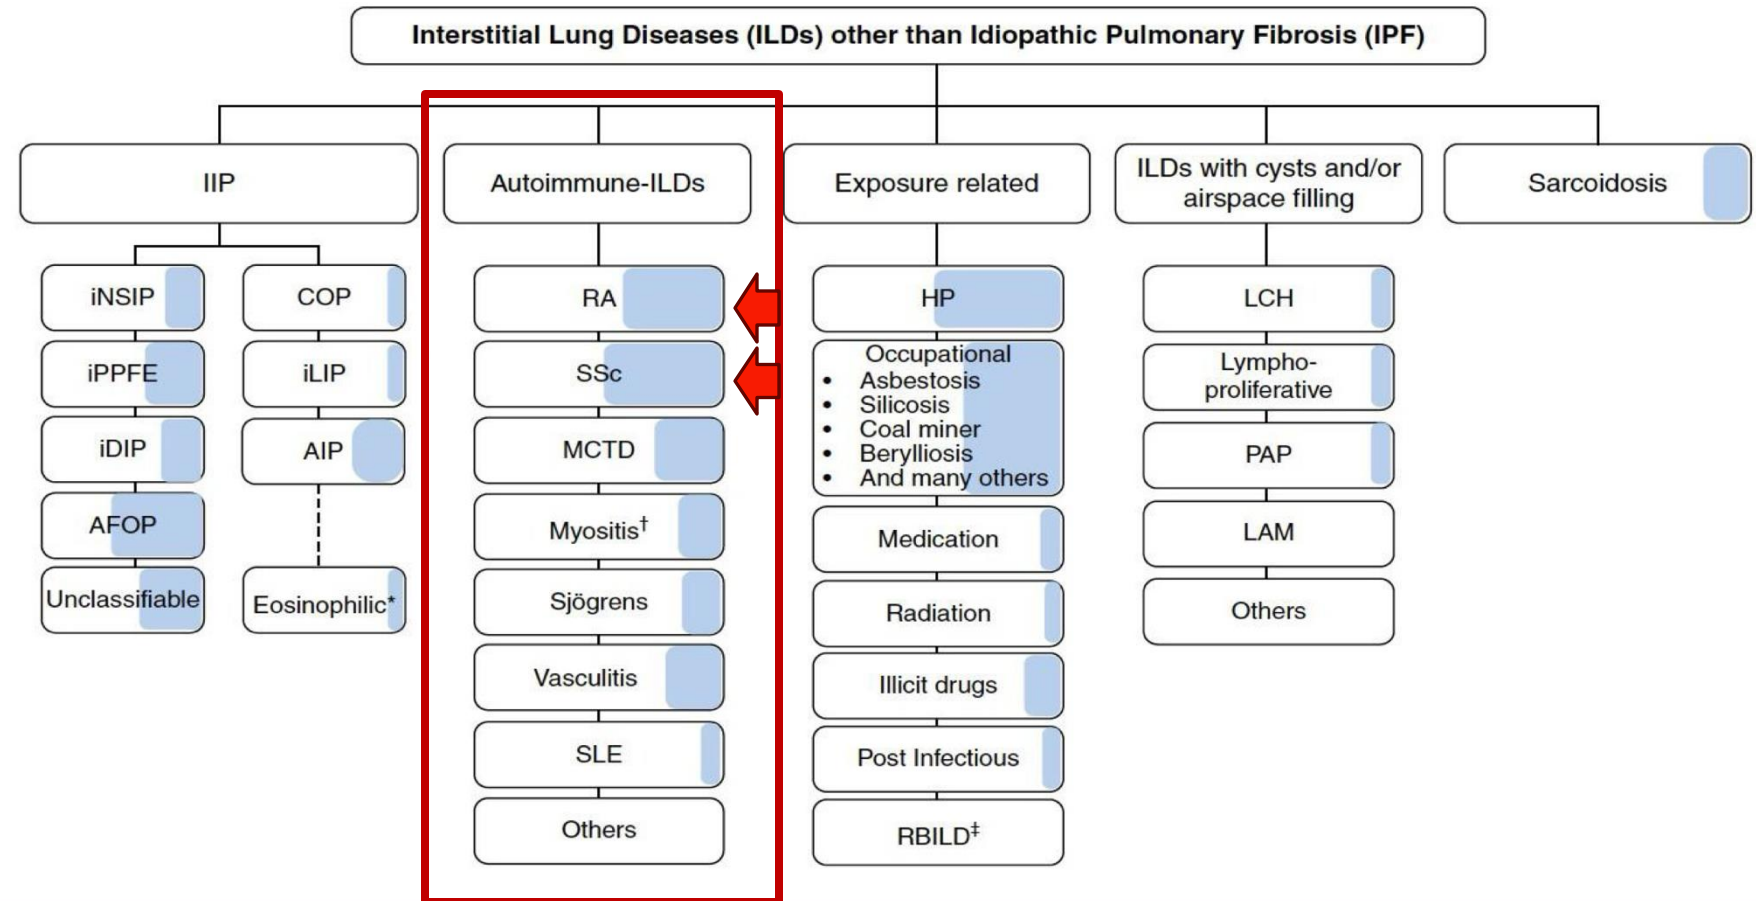 Interstitial Lung Diseases (ILDs) other than Idiopathic Pulmonary Fibrosis (IPF)
IIP
iNSIP
iPPFE
iDIP
AFOP
Unclassifiable
COP
iLIP
AIP
Eosinophilic*
Autoimmune-ILDs
RA
SSc
MCTD
Myositis†
Sjögrens
Vasculitis
SLE
Others
Exposure related
HP
Occupational
• Asbestosis
• Silicosis
• Coal miner
• Berylliosis
• And many others
Medication
Radiation
Illicit drugs
Post Infectious
RBILD‡
ILDs with cysts and/or
airspace filling
LCH
Lympho-
proliferative
PAP
LAM
Others
Sarcoidosis